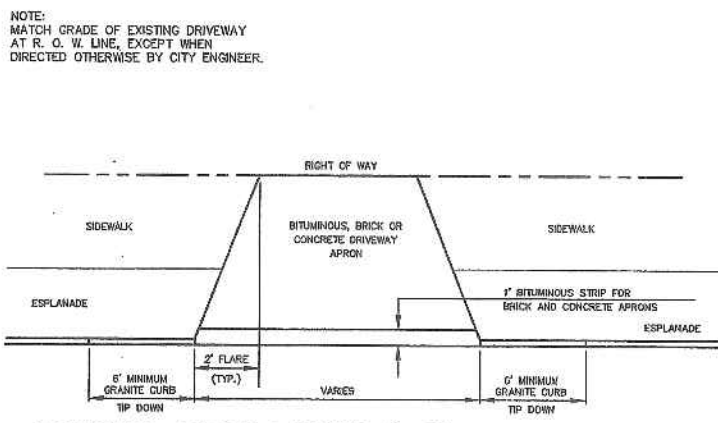 NOTE:
MATCH GRADE OF EXISTING DRIVEWAY
AT R. O. W. LINE, EXCEPT WHEN
DIRECTED OTHERWISE BY CITY ENGINEER.
RIGHT OF WAY
SIDEWALK
BITUMINOUS, BRICK OR
CONCRETE DRIVEWAY
APRON
SIDEWALK
ESPLANADE
1' BITUMINOUS STRIP FOR
BRICK AND CONCRETE APRONS
ESPLANADE
2' FLARE
(TYP.)
6' MINIMUM
GRANITE CURB
TIP DOWN
VARIES
6' MINIMUM
GRANITE CURB
TIP DOWN